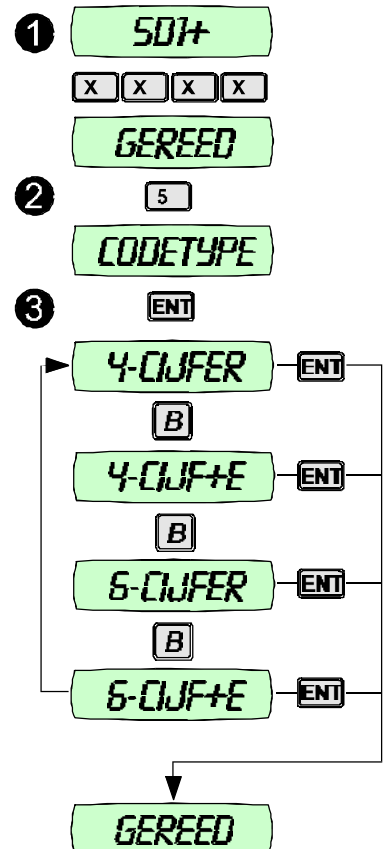 1 SD1+
X X X X
GEREED
2 5
CODETYPE
3 ENT
4-CIJFER ENT
B
4-CIJF+E ENT
B
6-CIJFER ENT
B
6-CIJF+E ENT
GEREED